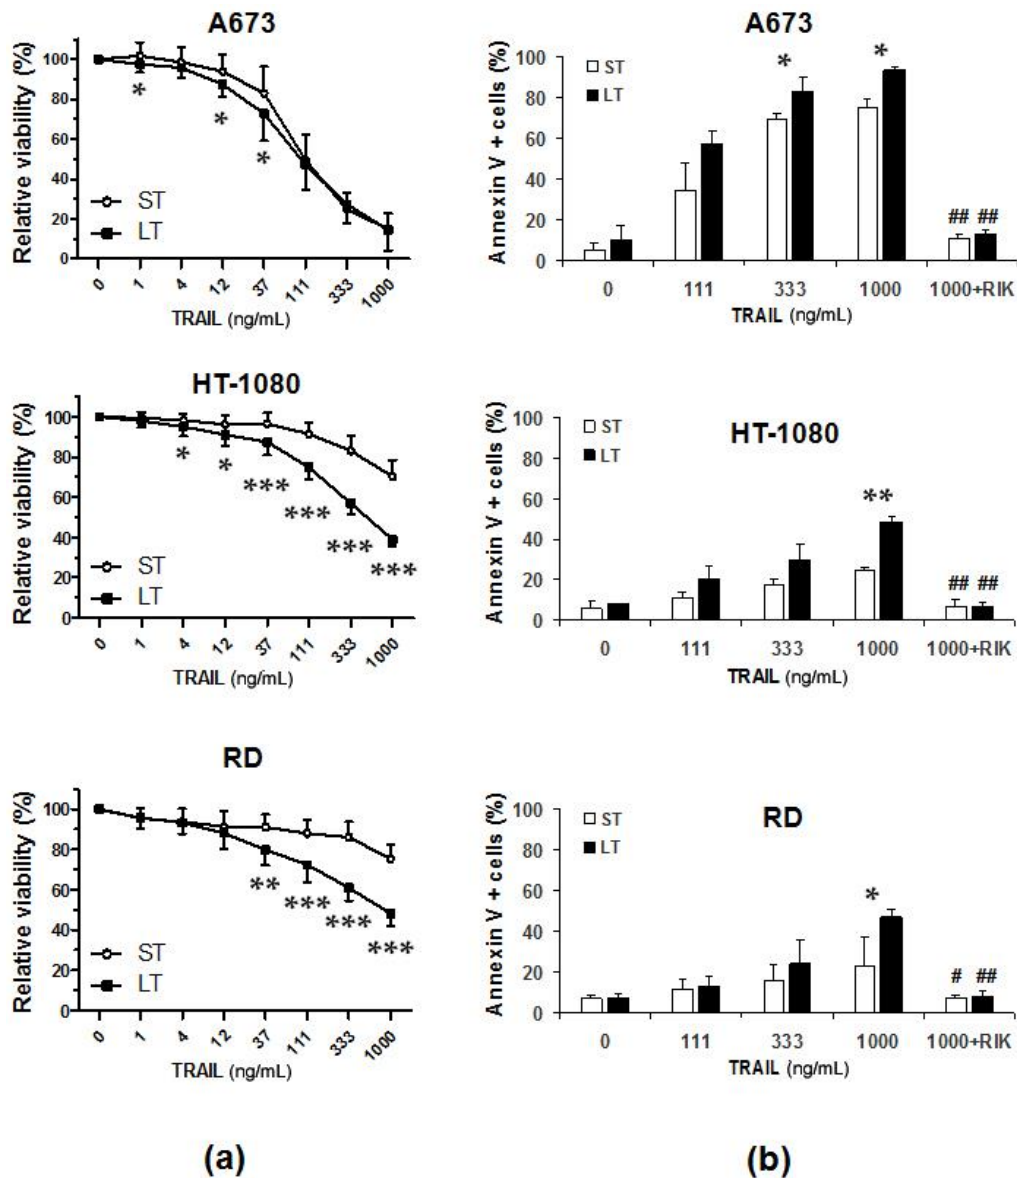 A673
Relative viability (%)
100
80
60
40
20
0
ST
LT
*
*
*
0 1 4 12 37 111 333 1000
TRAIL (ng/mL)
A673
Annexin V + cells (%)
100
80
60
40
20
0
ST
LT
* *
## ##
0 111 333 1000 1000+RIK
TRAIL (ng/mL)
HT-1080
Relative viability (%)
100
80
60
40
20
0
ST
LT
* * ***
***
***
***
0 1 4 12 37 111 333 1000
TRAIL (ng/mL)
HT-1080
Annexin V + cells (%)
100
80
60
40
20
0
ST
LT
**
## ##
0 111 333 1000 1000+RIK
TRAIL (ng/mL)
RD
Relative viability (%)
100
80
60
40
20
0
ST
LT
**
***
***
***
0 1 4 12 37 111 333 1000
TRAIL (ng/mL)
RD
Annexin V + cells (%)
100
80
60
40
20
0
ST
LT
*
# ##
0 111 333 1000 1000+RIK
TRAIL (ng/mL)
(a)
(b)